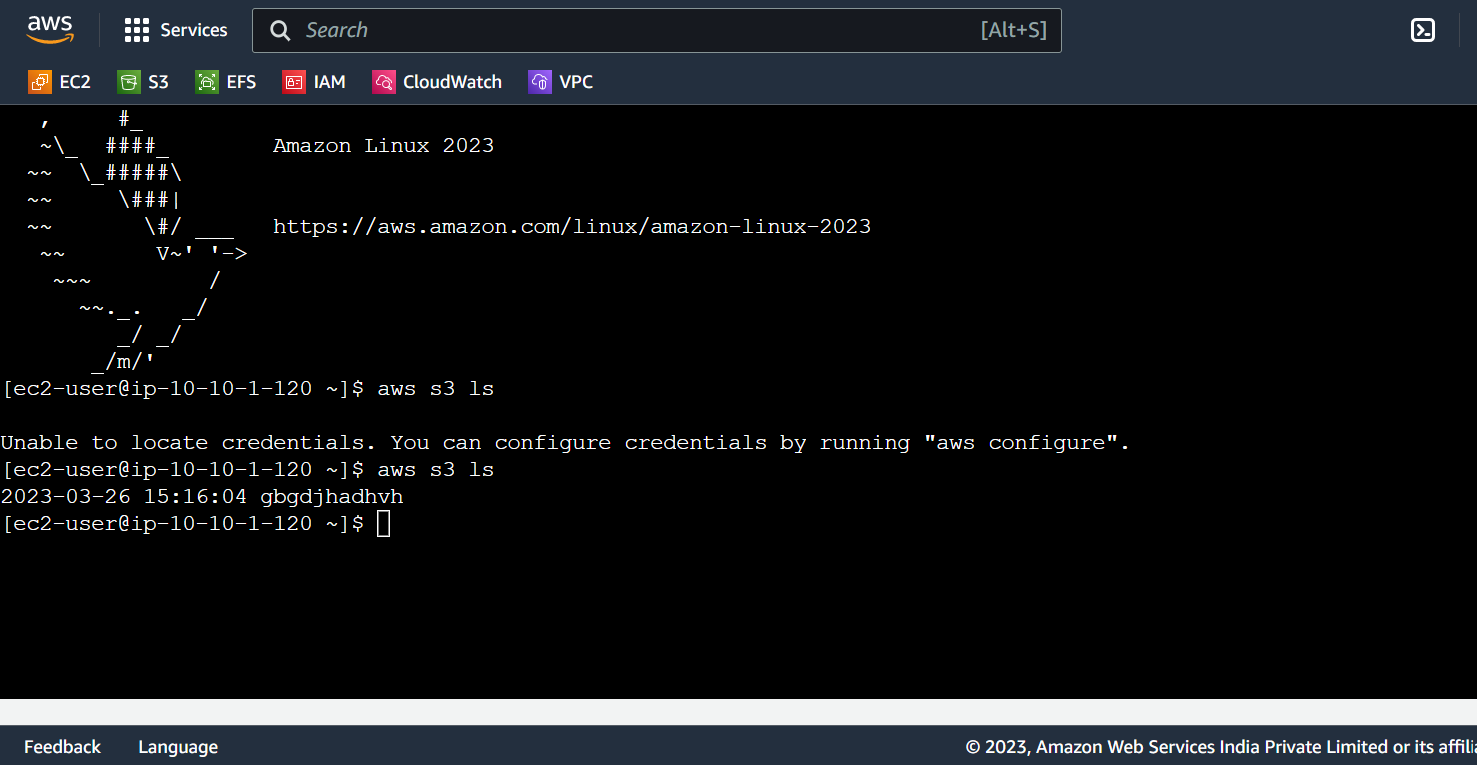 aws Services Search [Alt+S]
EC2 S3 EFS IAM CloudWatch VPC
   ,     #_
   ~\_  ####_        Amazon Linux 2023
  ~~  \_#####\
  ~~     \###|
  ~~       \#/ ___   https://aws.amazon.com/linux/amazon-linux-2023
   ~~       V~' '->
    ~~~         /
      ~~._.   _/
         _/ _/
       _/m/'
[ec2-user@ip-10-10-1-120 ~]$ aws s3 ls
Unable to locate credentials. You can configure credentials by running "aws configure".
[ec2-user@ip-10-10-1-120 ~]$ aws s3 ls
2023-03-26 15:16:04 gbgdjhadhvh
[ec2-user@ip-10-10-1-120 ~]$
Feedback Language © 2023, Amazon Web Services India Private Limited or its